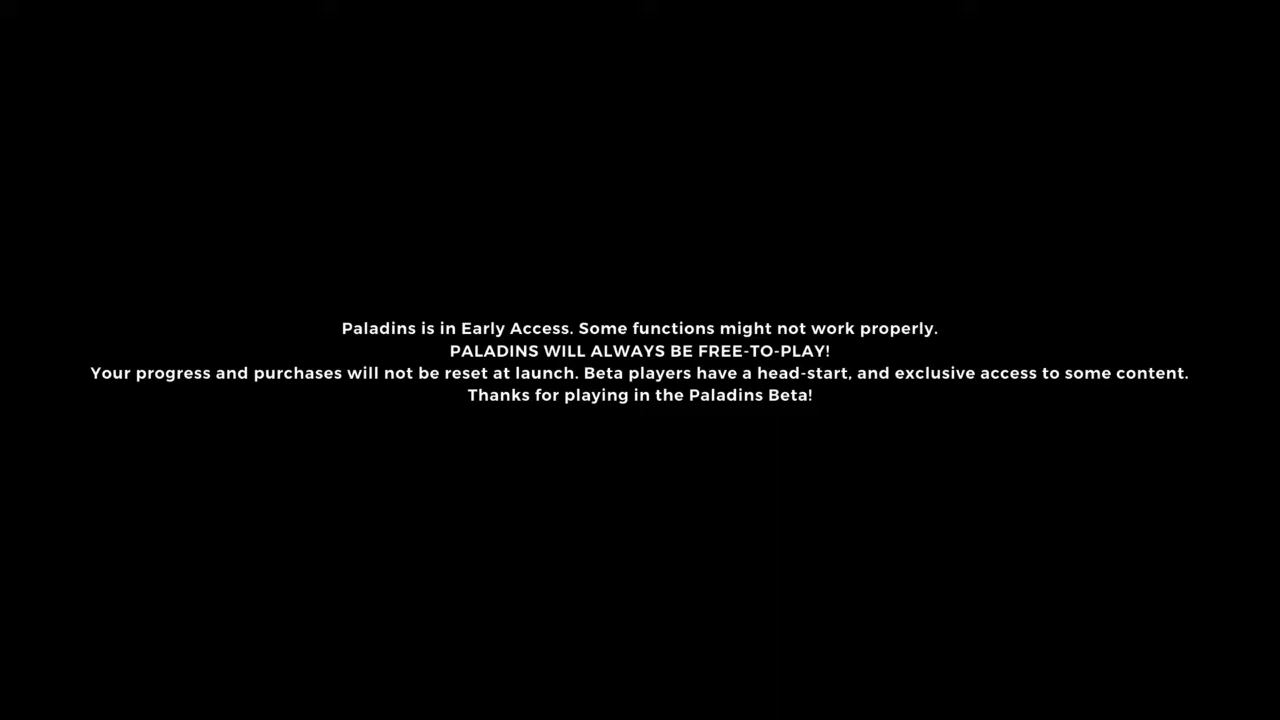 Paladins is in Early Access. Some functions might not work properly.
PALADINS WILL ALWAYS BE FREE-TO-PLAY!
Your progress and purchases will not be reset at launch. Beta players have a head-start, and exclusive access to some content.
Thanks for playing in the Paladins Beta!